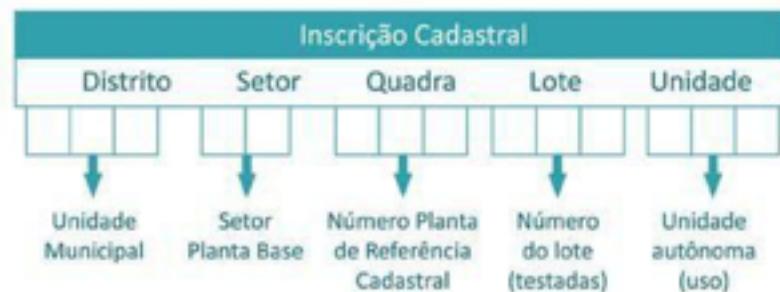 Inscrição Cadastral
Distrito Setor Quadra Lote Unidade
Unidade Setor Número Planta Número Unidade
Municipal Planta Base de Referência do lote autônoma
Cadastral (testadas) (uso)